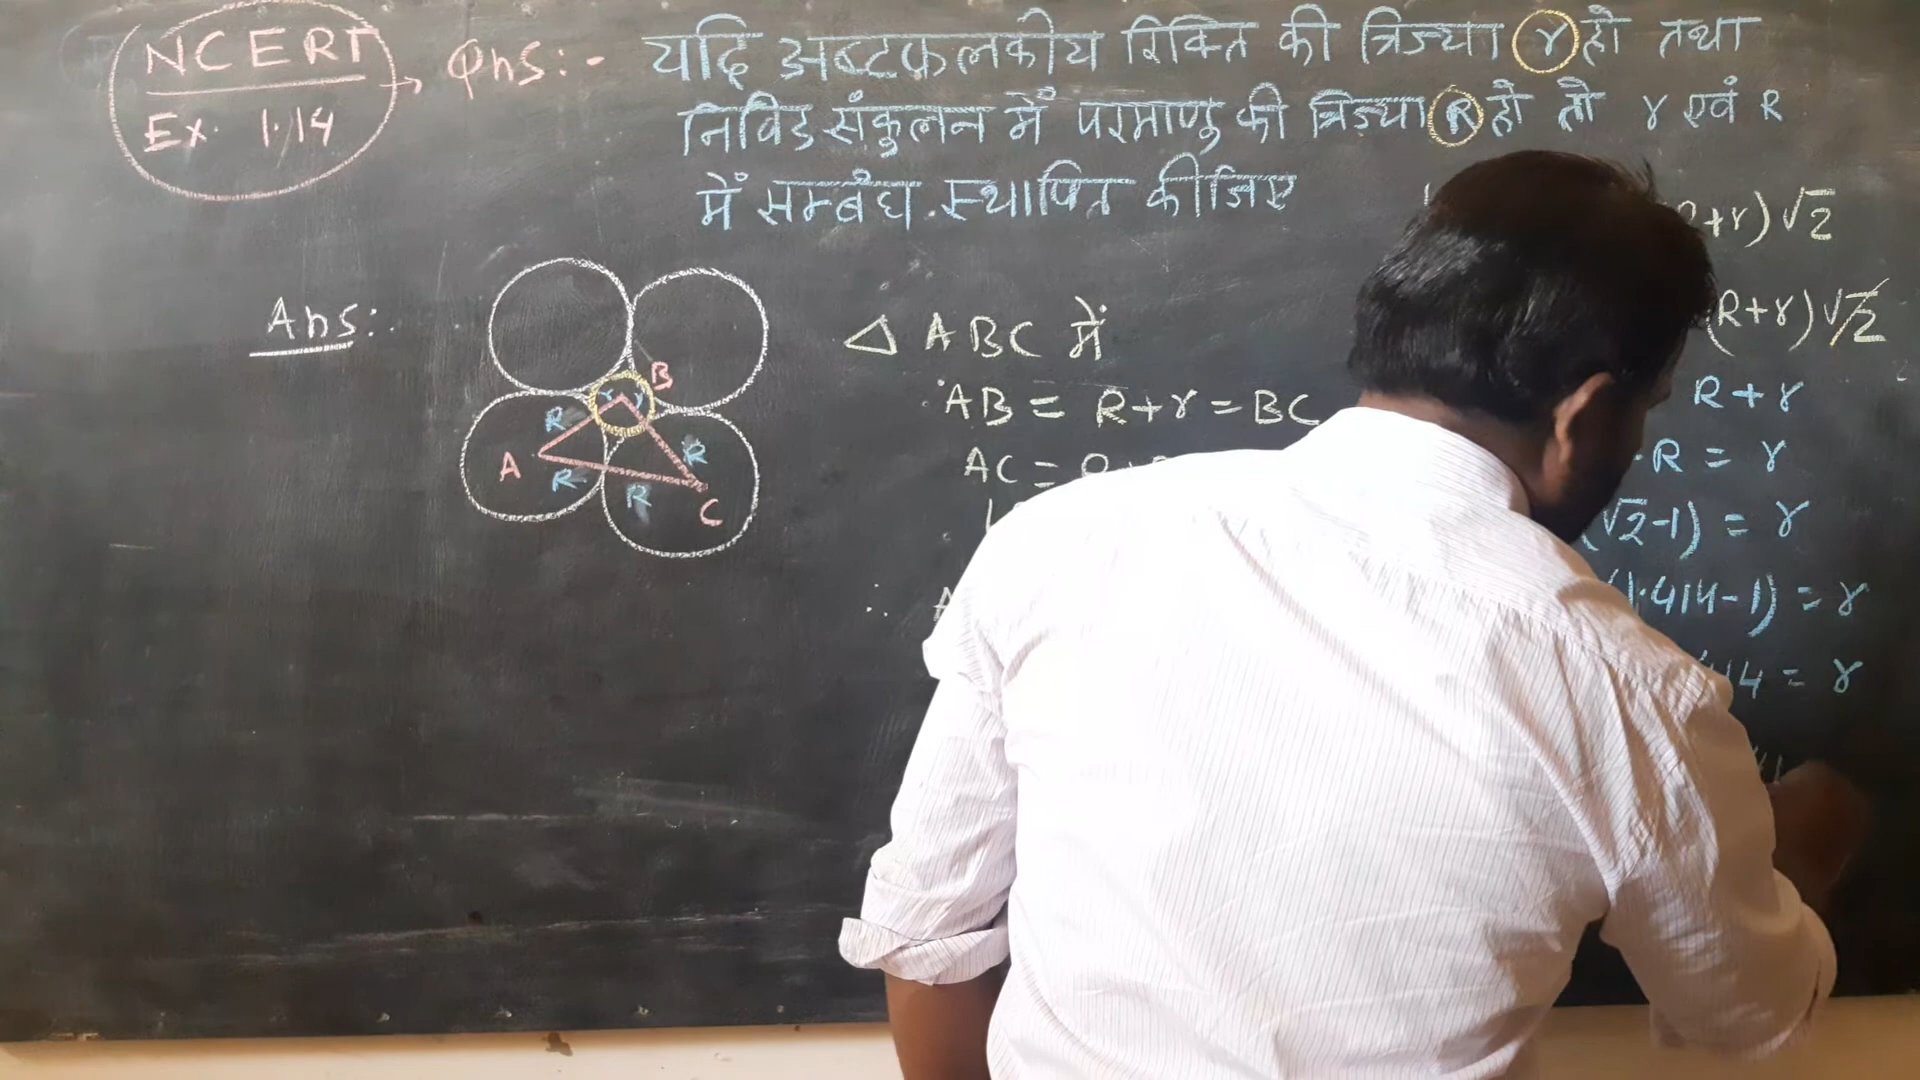 NCERT
Ex. 1.14
Qns:- यदि अष्टफलकीय रिक्ति की त्रिज्या r हो तथा
निविड संकुलन में परमाणु की त्रिज्या R हो तो r एवं R
में सम्बंध स्थापित कीजिए
Ans:
B
r r
R R
A R R C
△ ABC में
AB = R+r = BC
AC =
∴ A
+r)√2
(R+r)√2
R+r
R = r
(√2-1) = r
1.414-1) = r
14 = r